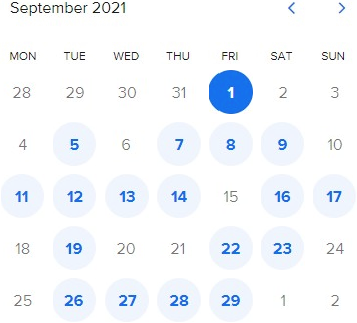 September 2021
MON TUE WED THU FRI SAT SUN
28 29 30 31 1 2 3
4 5 6 7 8 9 10
11 12 13 14 15 16 17
18 19 20 21 22 23 24
25 26 27 28 29 1 2